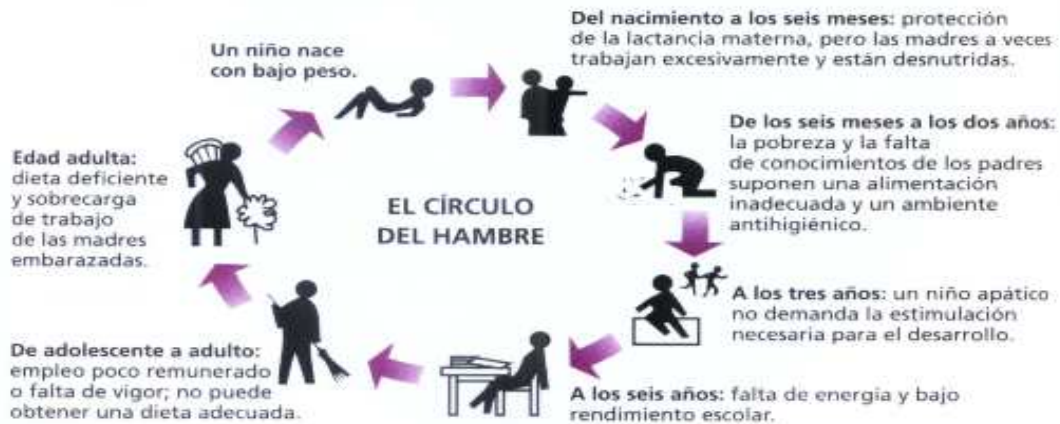 Un niño nace
con bajo peso.
Del nacimiento a los seis meses: protección
de la lactancia materna, pero las madres a veces
trabajan excesivamente y están desnutridas.
De los seis meses a los dos años:
la pobreza y la falta
de conocimientos de los padres
suponen una alimentación
inadecuada y un ambiente
antihigiénico.
A los tres años: un niño apático
no demanda la estimulación
necesaria para el desarrollo.
A los seis años: falta de energía y bajo
rendimiento escolar.
De adolescente a adulto:
empleo poco remunerado
o falta de vigor; no puede
obtener una dieta adecuada.
Edad adulta:
dieta deficiente
y sobrecarga
de trabajo
de las madres
embarazadas.
EL CÍRCULO
DEL HAMBRE